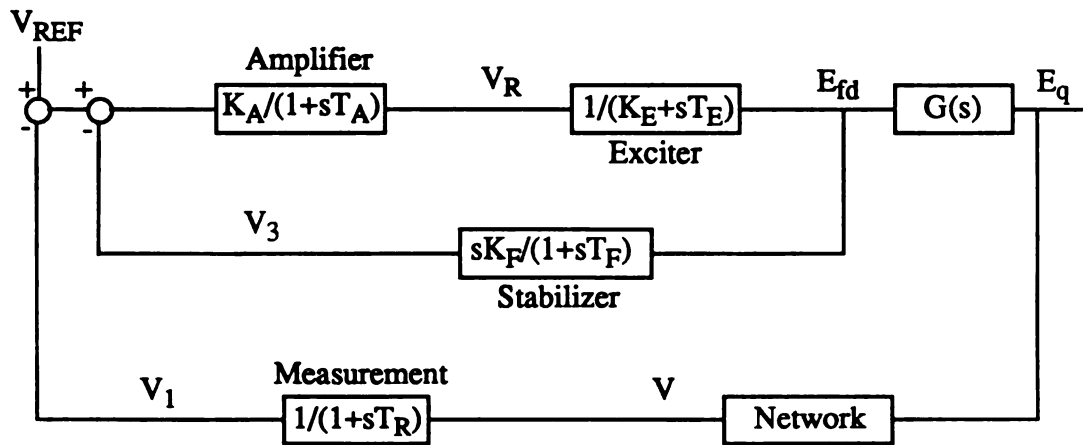 V_REF
Amplifier
V_R
E_fd
E_q
+
+
-
-
K_A/(1+sT_A)
1/(K_E+sT_E)
G(s)
Exciter
V_3
sK_F/(1+sT_F)
Stabilizer
Measurement
V_1
V
1/(1+sT_R)
Network